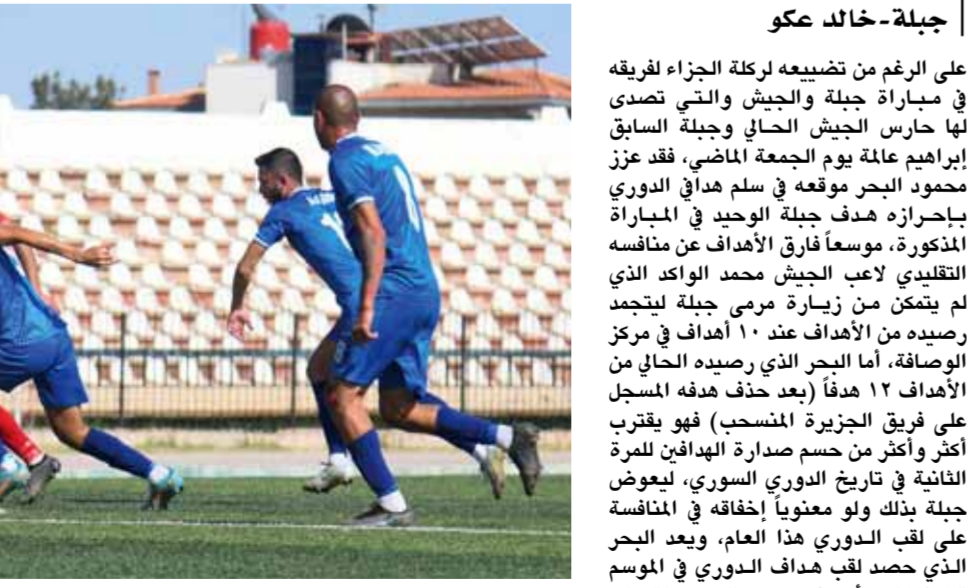 جبلة-خالد عكو
على الرغم من تضييعه لركلة الجزاء لفريقه
في مباراة جبلة والجيش والتي تصدى
لها حارس الجيش الحالي وجبلة السابق
إبراهيم عالمة يوم الجمعة الماضي، فقد عزز
محمود البحر موقعه في سلم هدافي الدوري
بإحرازه هدف جبلة الوحيد في المباراة
المذكورة، موسعاً فارق الأهداف عن منافسه
التقليدي لاعب الجيش محمد الواكد الذي
لم يتمكن من زيارة مرمى جبلة ليتجمد
رصيده من الأهداف عند ١٠ أهداف في مركز
الوصافة، أما البحر الذي رصيده الحالي من
الأهداف ١٢ هدفاً (بعد حذف هدفه المسجل
على فريق الجزيرة المنسحب) فهو يقترب
أكثر وأكثر من حسم صدارة الهدافين للمرة
الثانية في تاريخ الدوري السوري، ليعوض
جبلة بذلك ولو معنوياً إخفاقه في المنافسة
على لقب الدوري هذا العام، ويعد البحر
الذي حصد لقب هداف الدوري في الموسم